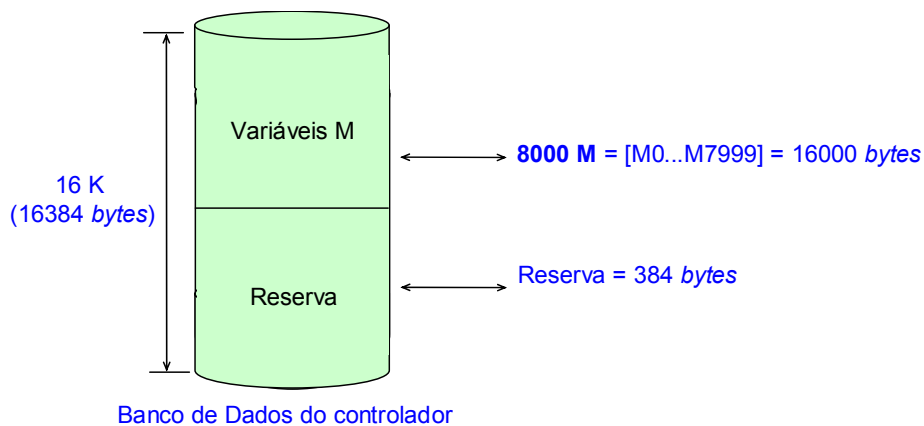 Variáveis M
8000 M = [M0...M7999] = 16000 bytes
16 K
(16384 bytes)
Reserva = 384 bytes
Reserva
Banco de Dados do controlador